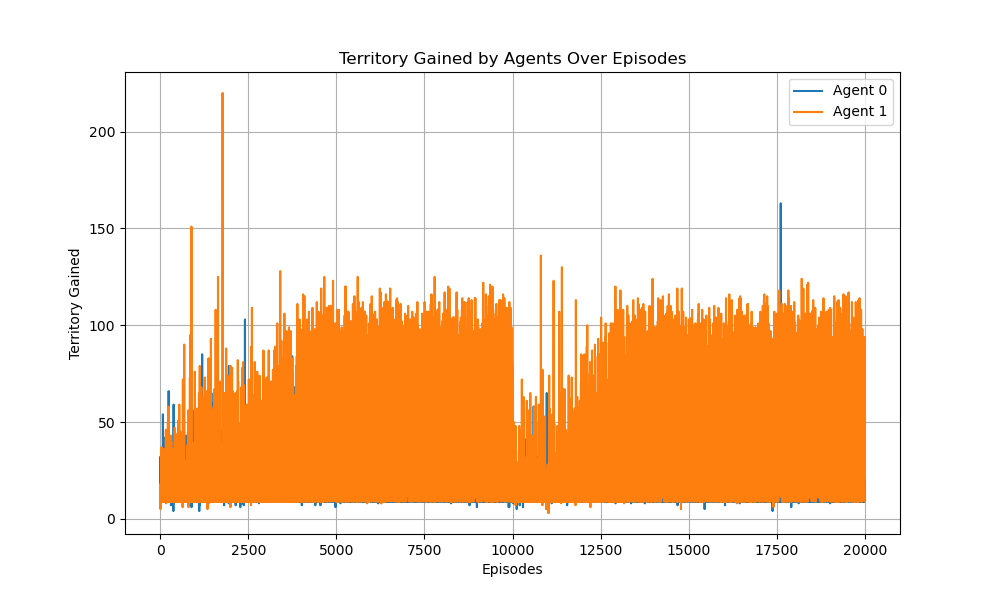 Territory Gained by Agents Over Episodes
Agent 0
Agent 1
Territory Gained
200
150
100
50
0
0 2500 5000 7500 10000 12500 15000 17500 20000
Episodes